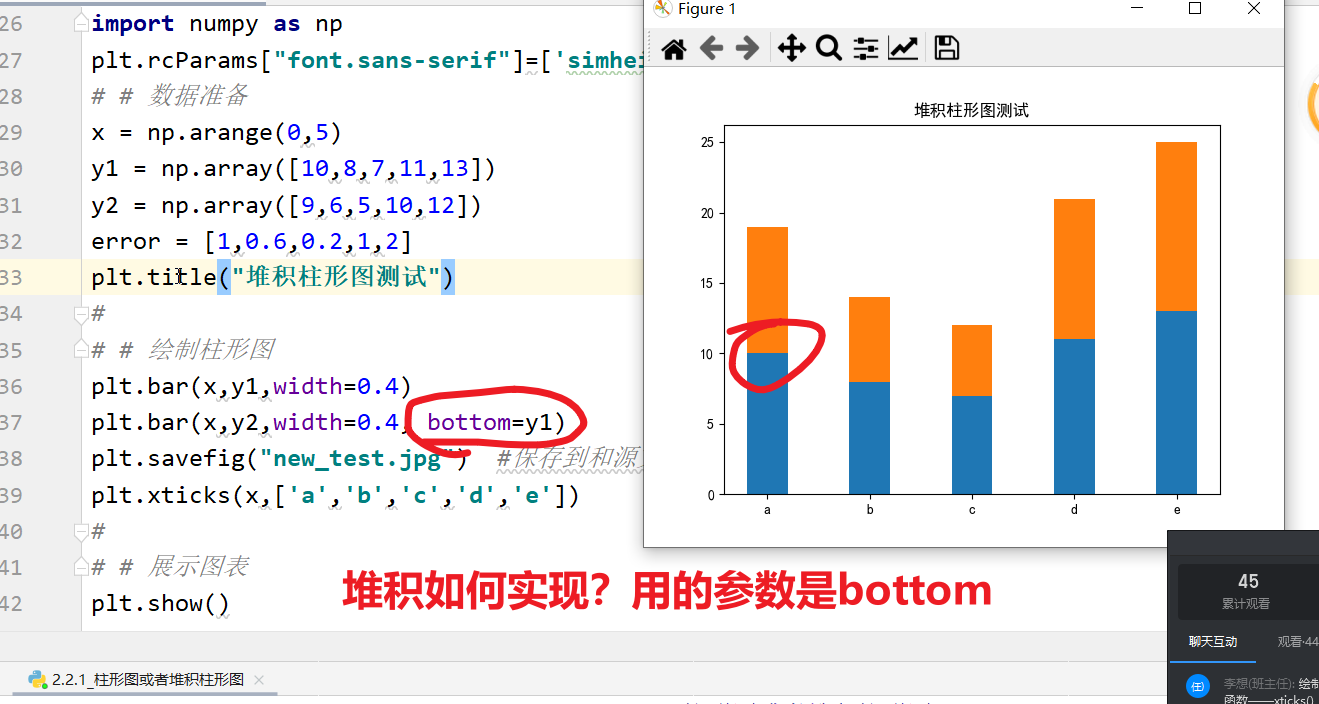 Figure 1
26 import numpy as np
27 plt.rcParams["font.sans-serif"]=['simhei
28 # # 数据准备
29 x = np.arange(0,5)
30 y1 = np.array([10,8,7,11,13])
31 y2 = np.array([9,6,5,10,12])
32 error = [1,0.6,0.2,1,2]
33 plt.title("堆积柱形图测试")
34 #
35 # # 绘制柱形图
36 plt.bar(x,y1,width=0.4)
37 plt.bar(x,y2,width=0.4, bottom=y1)
38 plt.savefig("new_test.jpg") #保存到和源
39 plt.xticks(x,['a','b','c','d','e'])
40 #
41 # # 展示图表
42 plt.show()
堆积柱形图测试
25
20
15
10
5
0
a b c d e
堆积如何实现？用的参数是bottom
45
累计观看
聊天互动 观看·44
任 李想(班主任): 绘制
函数——xticks()
2.2.1_柱形图或者堆积柱形图